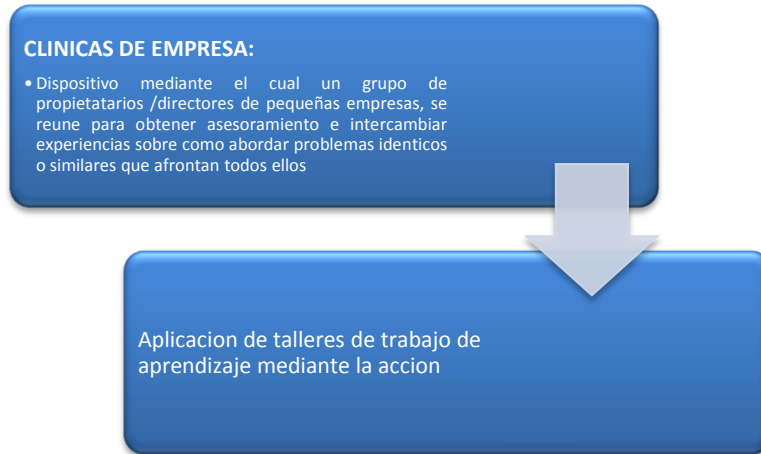 CLINICAS DE EMPRESA:
• Dispositivo mediante el cual un grupo de
propietatarios /directores de pequeñas empresas, se
reune para obtener asesoramiento e intercambiar
experiencias sobre como abordar problemas identicos
o similares que afrontan todos ellos
Aplicacion de talleres de trabajo de
aprendizaje mediante la accion